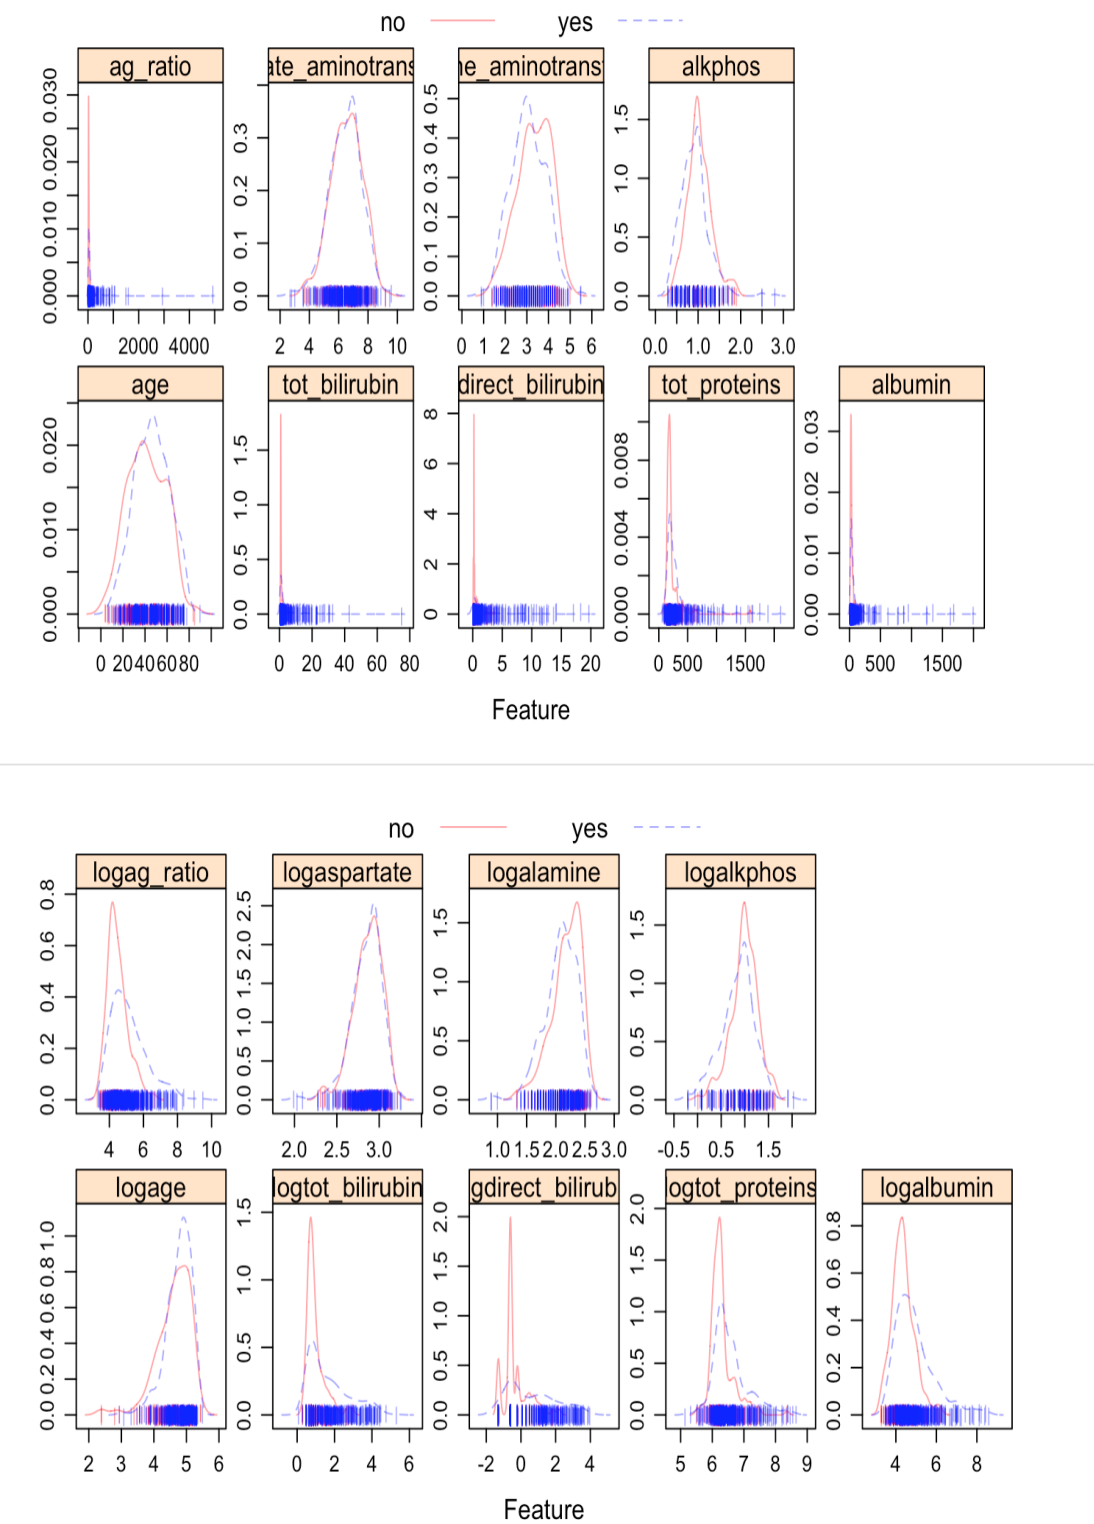 no yes
ag_ratio ate_aminotrans ne_aminotranst alkphos
0.000 0.010 0.020 0.030
0.0 0.1 0.2 0.3
0.0 0.1 0.2 0.3 0.4 0.5
0.0 0.5 1.0 1.5
0 2000 4000 2 4 6 8 10 0 1 2 3 4 5 6 0.0 1.0 2.0 3.0
age tot_bilirubin direct_bilirubin tot_proteins albumin
0.000 0.010 0.020
0.0 0.5 1.0 1.5
0 2 4 6 8
0.000 0.004 0.008
0.00 0.01 0.02 0.03
0 20406080 0 20 40 60 80 0 5 10 15 20 0 500 1500 0 500 1500
Feature
no yes
logag_ratio logaspartate logalamine logalkphos
0.0 0.2 0.4 0.6 0.8
0.0 0.5 1.0 1.5 2.0 2.5
0.0 0.5 1.0 1.5
0.0 0.5 1.0 1.5
4 6 8 10 2.0 2.5 3.0 1.0 1.5 2.0 2.5 3.0 -0.5 0.5 1.5
logage logtot_bilirubin gdirect_bilirub ogtot_proteins logalbumin
0.0 0.2 0.4 0.6 0.8 1.0
0.0 0.5 1.0 1.5
0.0 0.5 1.0 1.5 2.0
0.0 0.5 1.0 1.5 2.0
0.0 0.2 0.4 0.6 0.8
2 3 4 5 6 0 2 4 6 -2 0 2 4 5 6 7 8 9 4 6 8
Feature